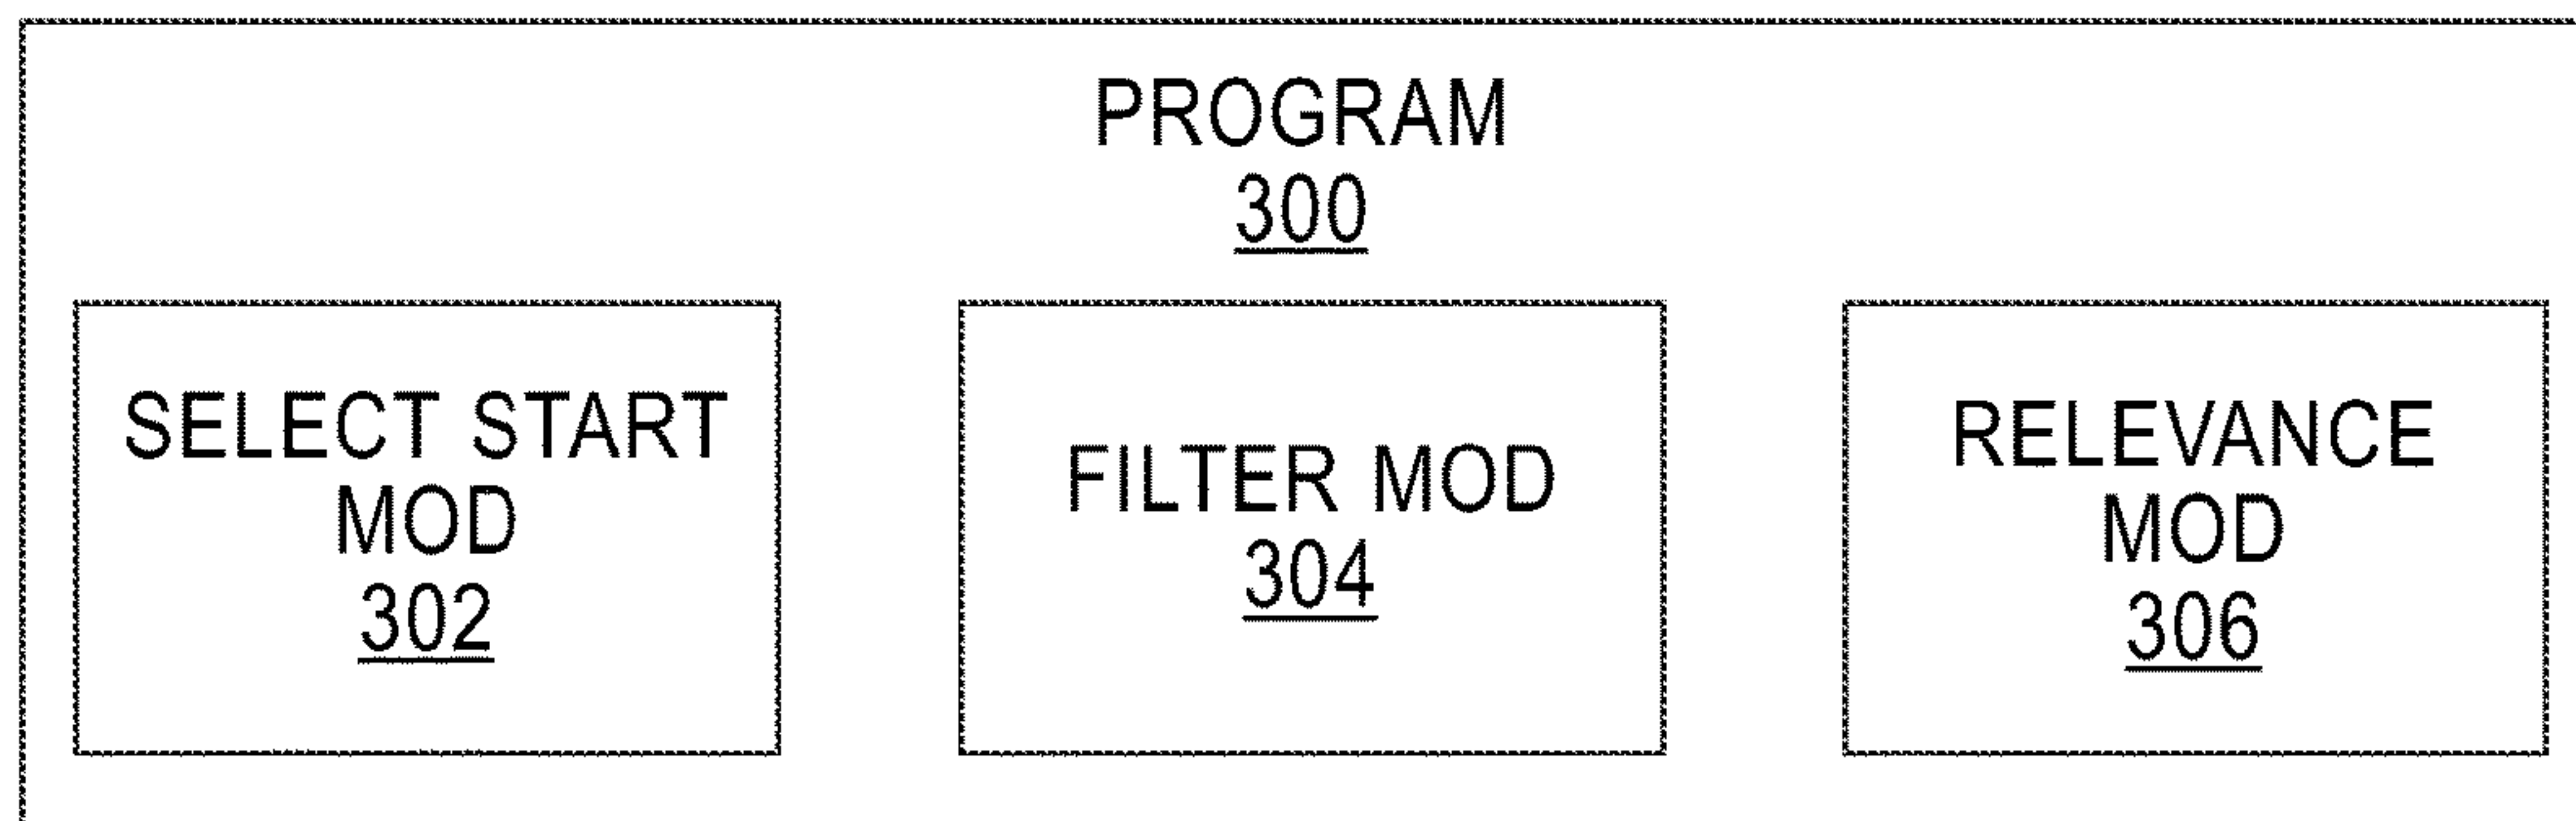 PROGRAM
300
SELECT START
MOD
302
FILTER MOD
304
RELEVANCE
MOD
306